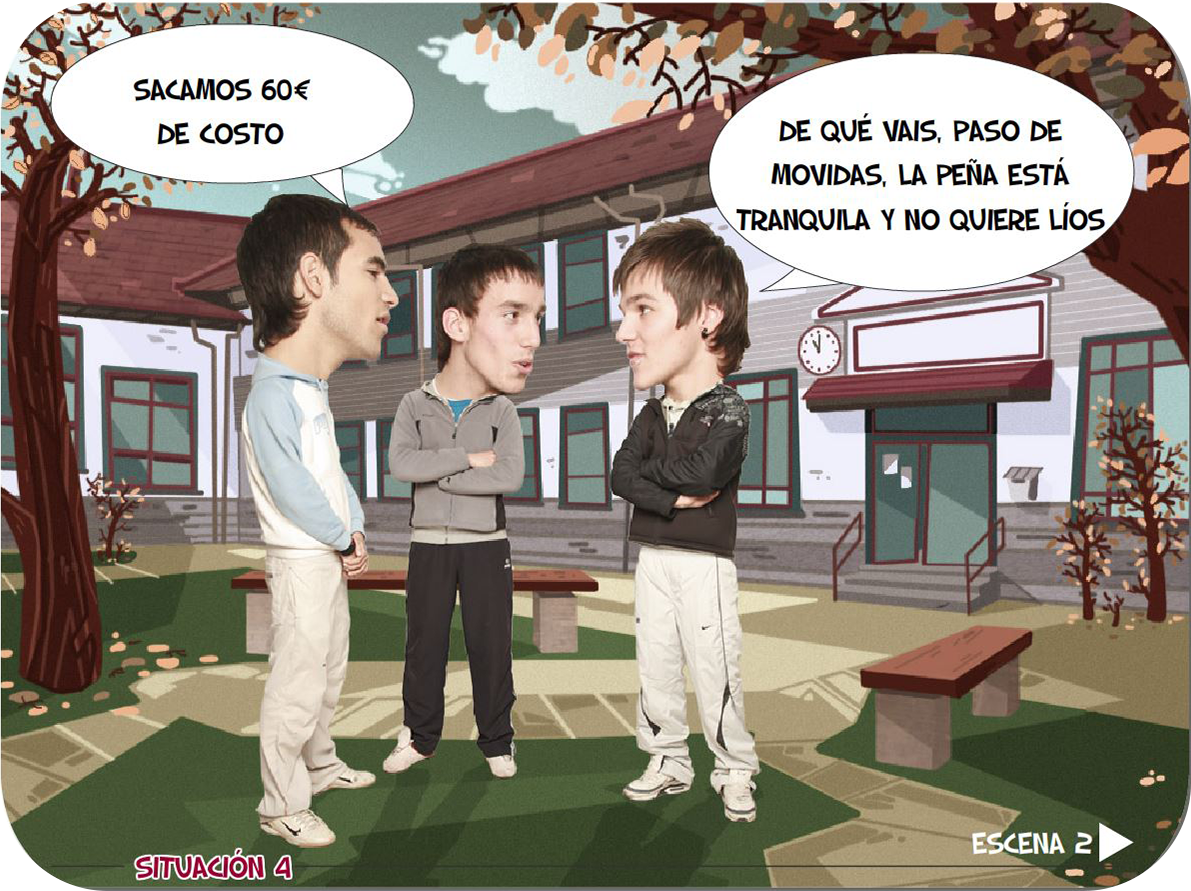 SACAMOS 60€
DE COSTO
DE QUÉ VAIS, PASO DE
MOVIDAS, LA PEÑA ESTÁ
TRANQUILA Y NO QUIERE LÍOS
ESCENA 2
SITUACIÓN 4